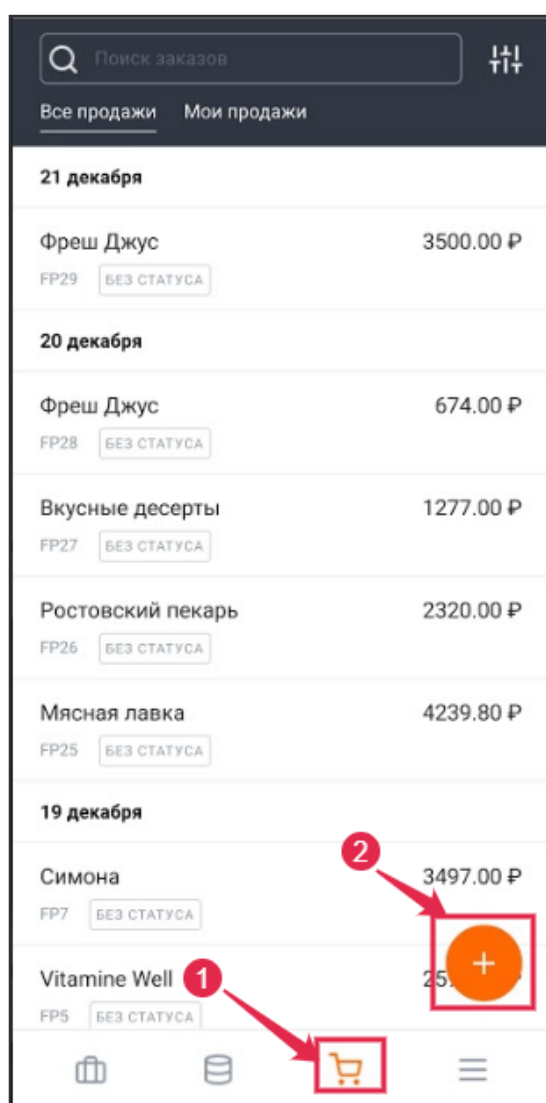 Поиск заказов
Все продажи Мои продажи
21 декабря
Фреш Джус 3500.00 ₽
FP29 БЕЗ СТАТУСА
20 декабря
Фреш Джус 674.00 ₽
FP28 БЕЗ СТАТУСА
Вкусные десерты 1277.00 ₽
FP27 БЕЗ СТАТУСА
Ростовский пекарь 2320.00 ₽
FP26 БЕЗ СТАТУСА
Мясная лавка 4239.80 ₽
FP25 БЕЗ СТАТУСА
19 декабря
2
Симона 3497.00 ₽
FP7 БЕЗ СТАТУСА
Vitamine Well 1
FP5 БЕЗ СТАТУСА